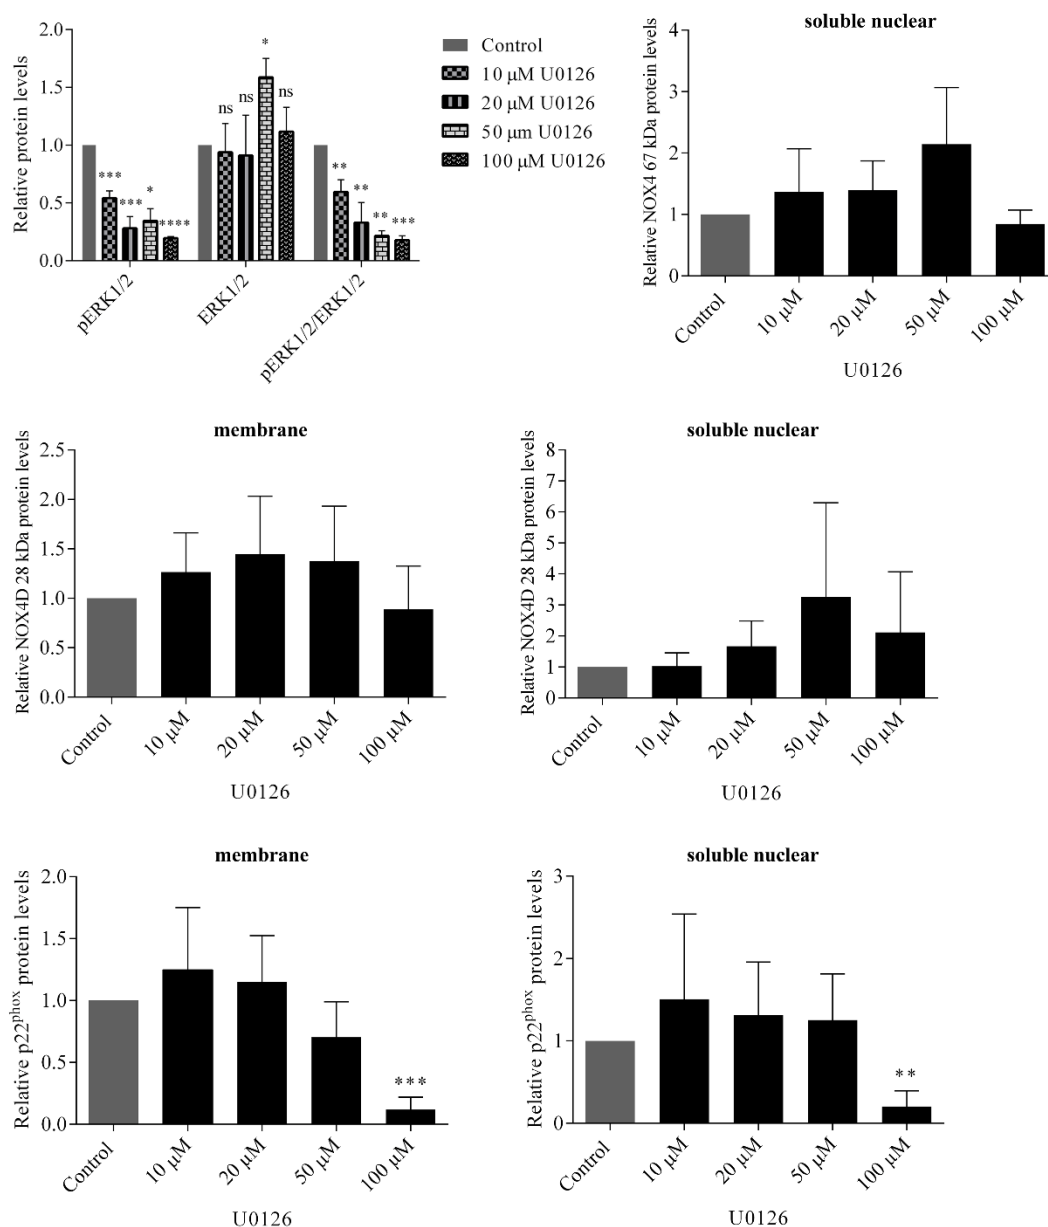 Relative protein levels
2.0
1.5
1.0
0.5
0.0
***
***
*
****
ns
ns
*
ns
**
**
**
***
pERK1/2
ERK1/2
pERK1/2/ERK1/2
Control
10 µM U0126
20 µM U0126
50 µm U0126
100 µM U0126
soluble nuclear
Relative NOX4 67 kDa protein levels
4
3
2
1
0
Control
10 µM
20 µM
50 µM
100 µM
U0126
membrane
Relative NOX4D 28 kDa protein levels
2.5
2.0
1.5
1.0
0.5
0.0
Control
10 µM
20 µM
50 µM
100 µM
U0126
soluble nuclear
Relative NOX4D 28 kDa protein levels
8
7
6
5
4
3
2
1
0
Control
10 µM
20 µM
50 µM
100 µM
U0126
membrane
Relative p22phox protein levels
2.0
1.5
1.0
0.5
0.0
***
Control
10 µM
20 µM
50 µM
100 µM
U0126
soluble nuclear
Relative p22phox protein levels
3
2
1
0
**
Control
10 µM
20 µM
50 µM
100 µM
U0126